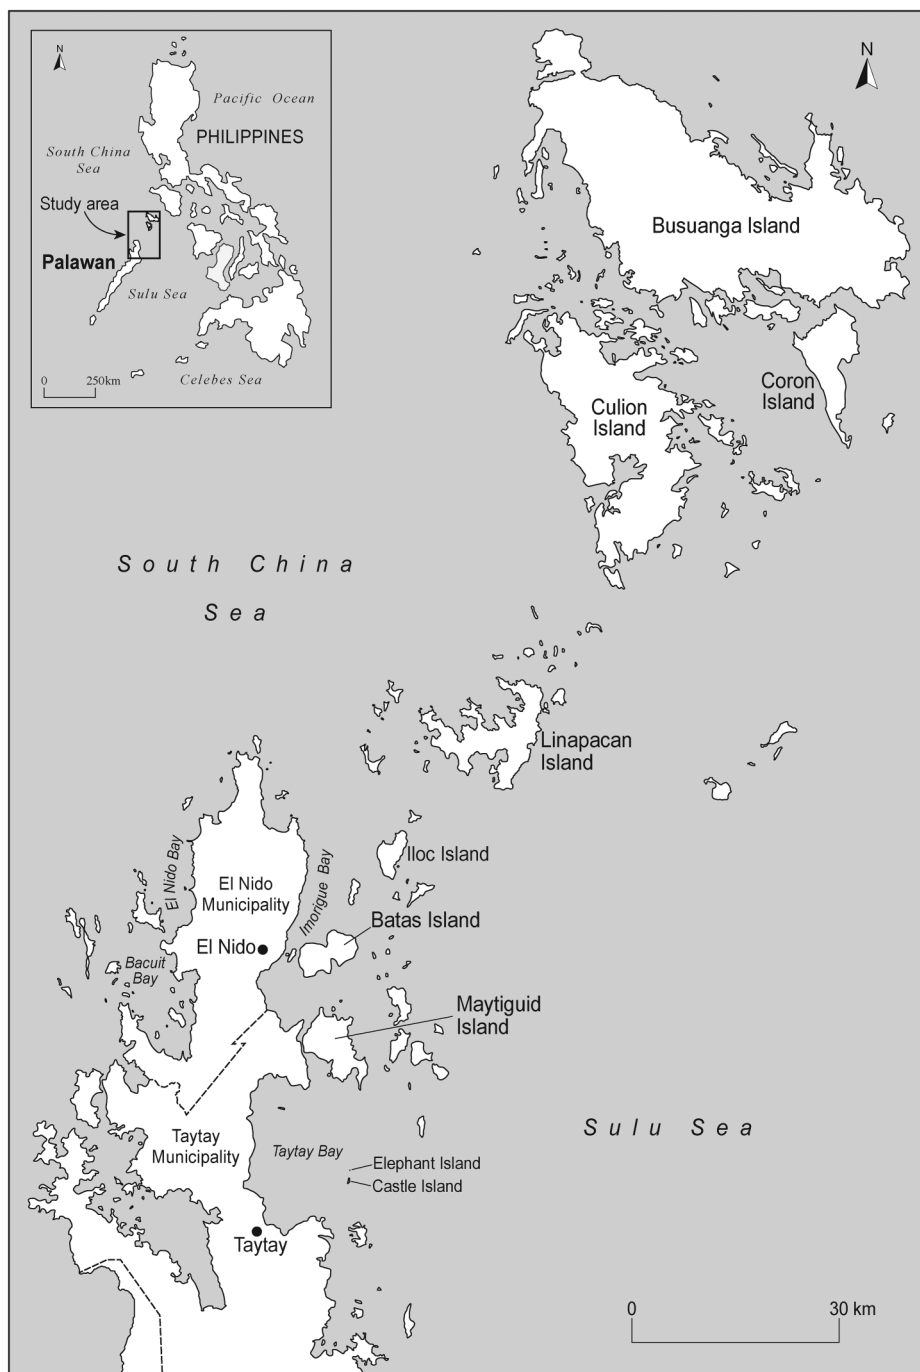 N
Pacific Ocean
PHILIPPINES
South China
Sea
Study area
Palawan
Sulu Sea
0 250km
Celebes Sea
N
Busuanga Island
Coron
Island
Culion
Island
South China
Sea
Linapacan
Island
El Nido Bay
Imorigue Bay
Iloc Island
El Nido
Municipality
Batas Island
El Nido
Bacuit
Bay
Maytiguid
Island
Sulu Sea
Taytay
Municipality
Taytay Bay
Elephant Island
Castle Island
Taytay
0 30 km